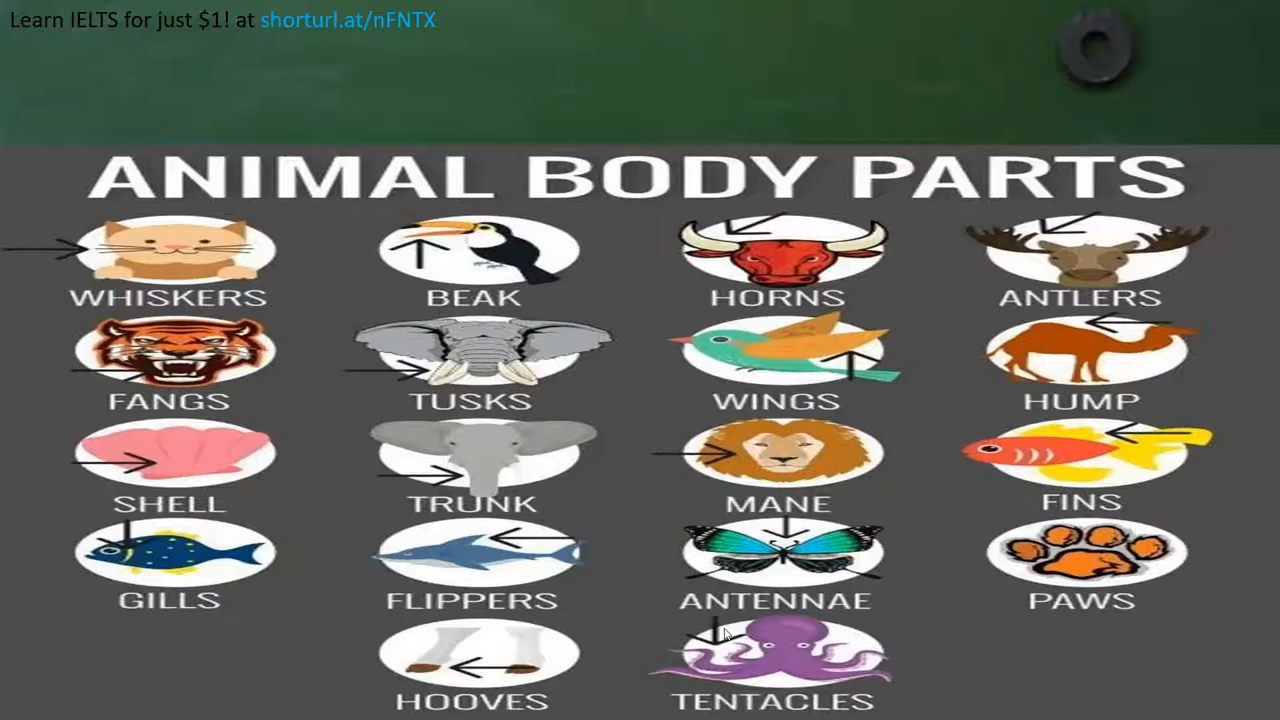 Learn IELTS for just $1! at shorturl.at/nFNTX
ANIMAL BODY PARTS
WHISKERS BEAK HORNS ANTLERS
FANGS TUSKS WINGS HUMP
SHELL TRUNK MANE FINS
GILLS FLIPPERS ANTENNAE PAWS
HOOVES TENTACLES